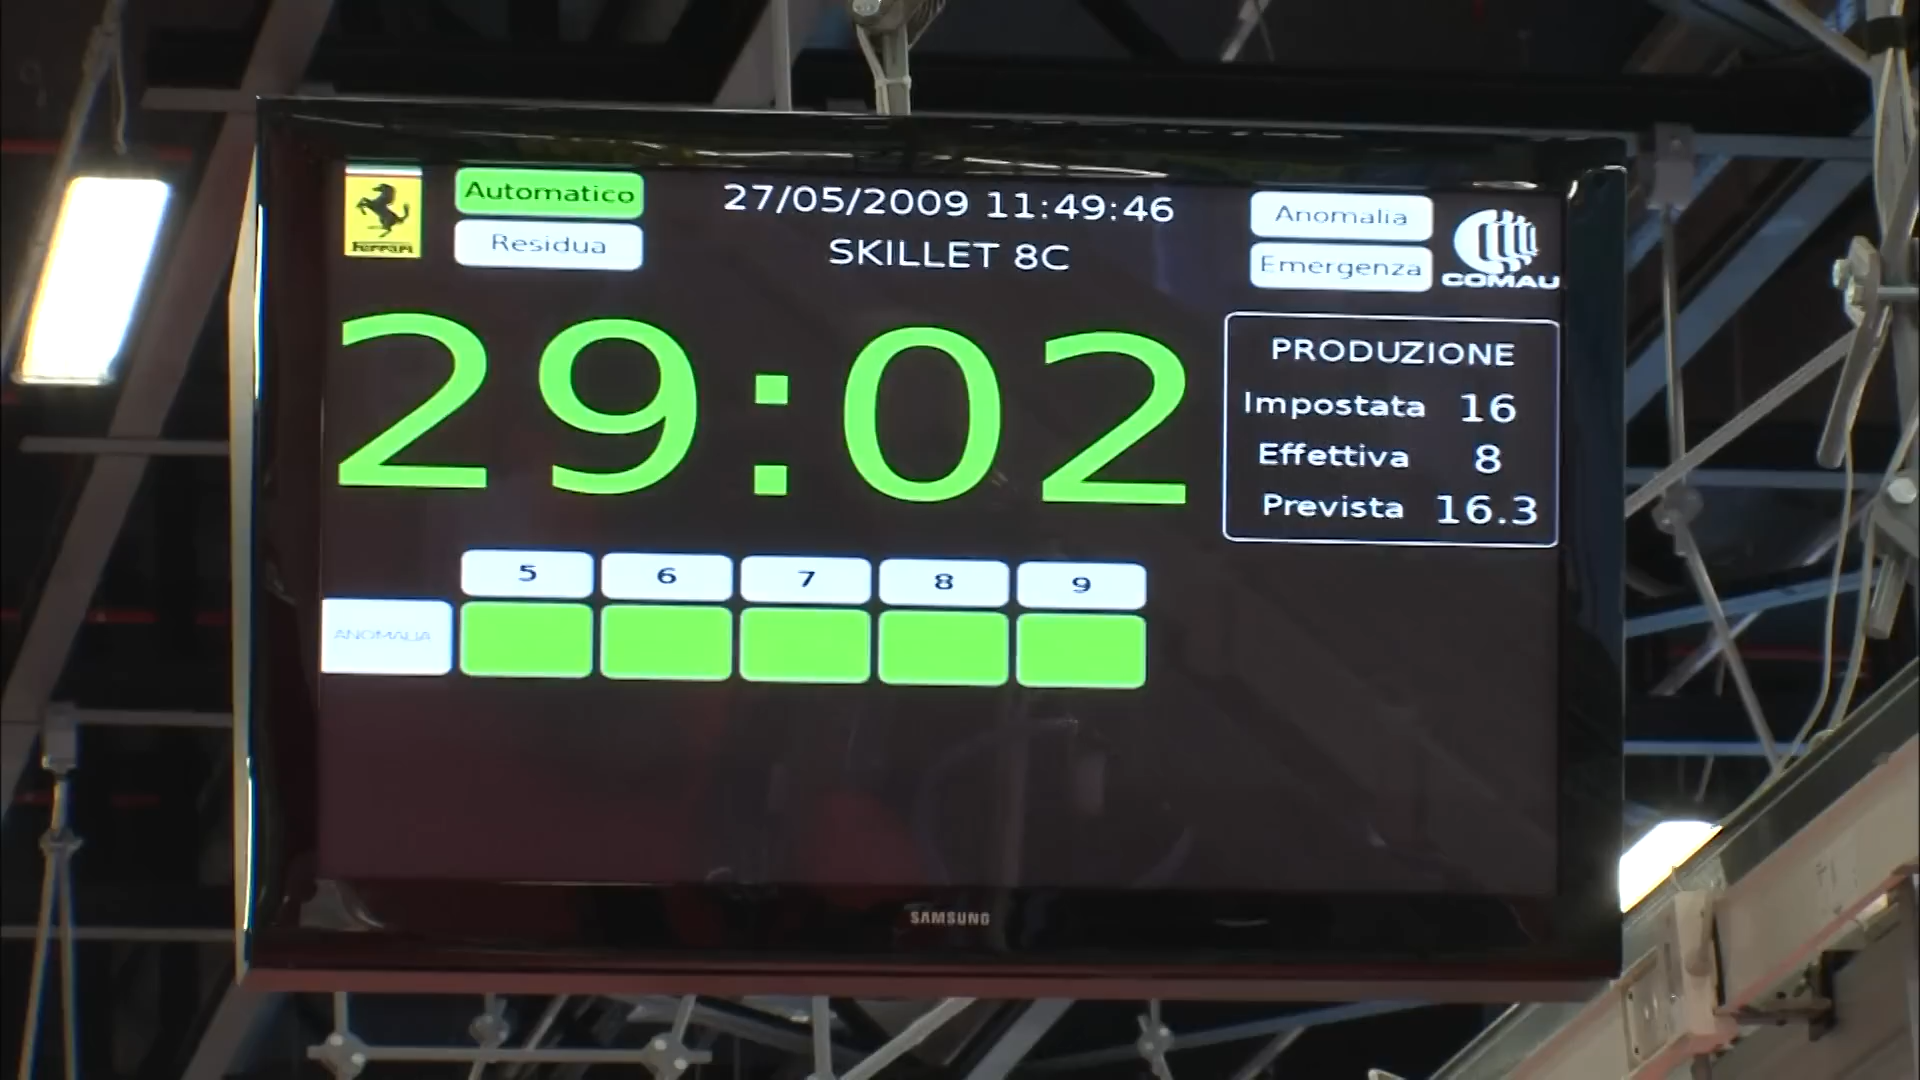 Ferrari
Automatico
Residua
27/05/2009 11:49:46
SKILLET 8C
Anomalia
Emergenza
COMAU
29:02
PRODUZIONE
Impostata 16
Effettiva 8
Prevista 16.3
5 6 7 8 9
ANOMALIA
SAMSUNG